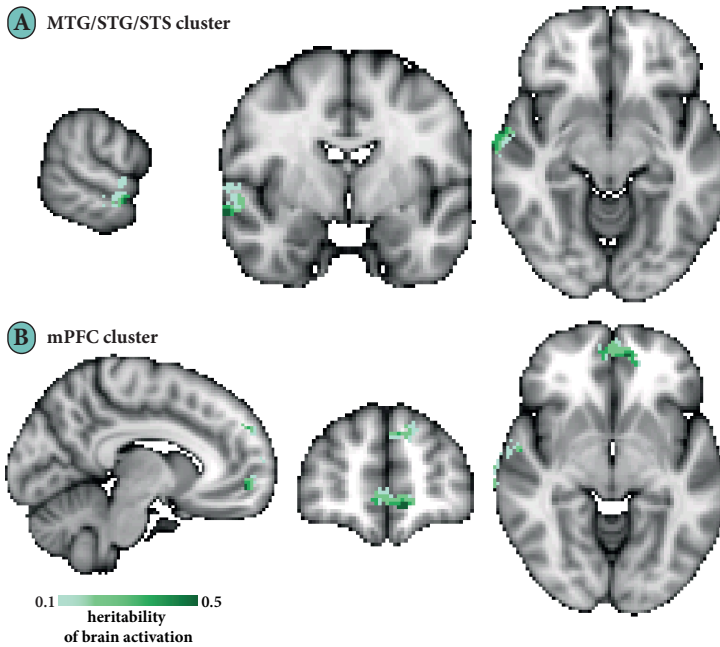 A MTG/STG/STS cluster
B mPFC cluster
0.1 0.5
heritability
of brain activation